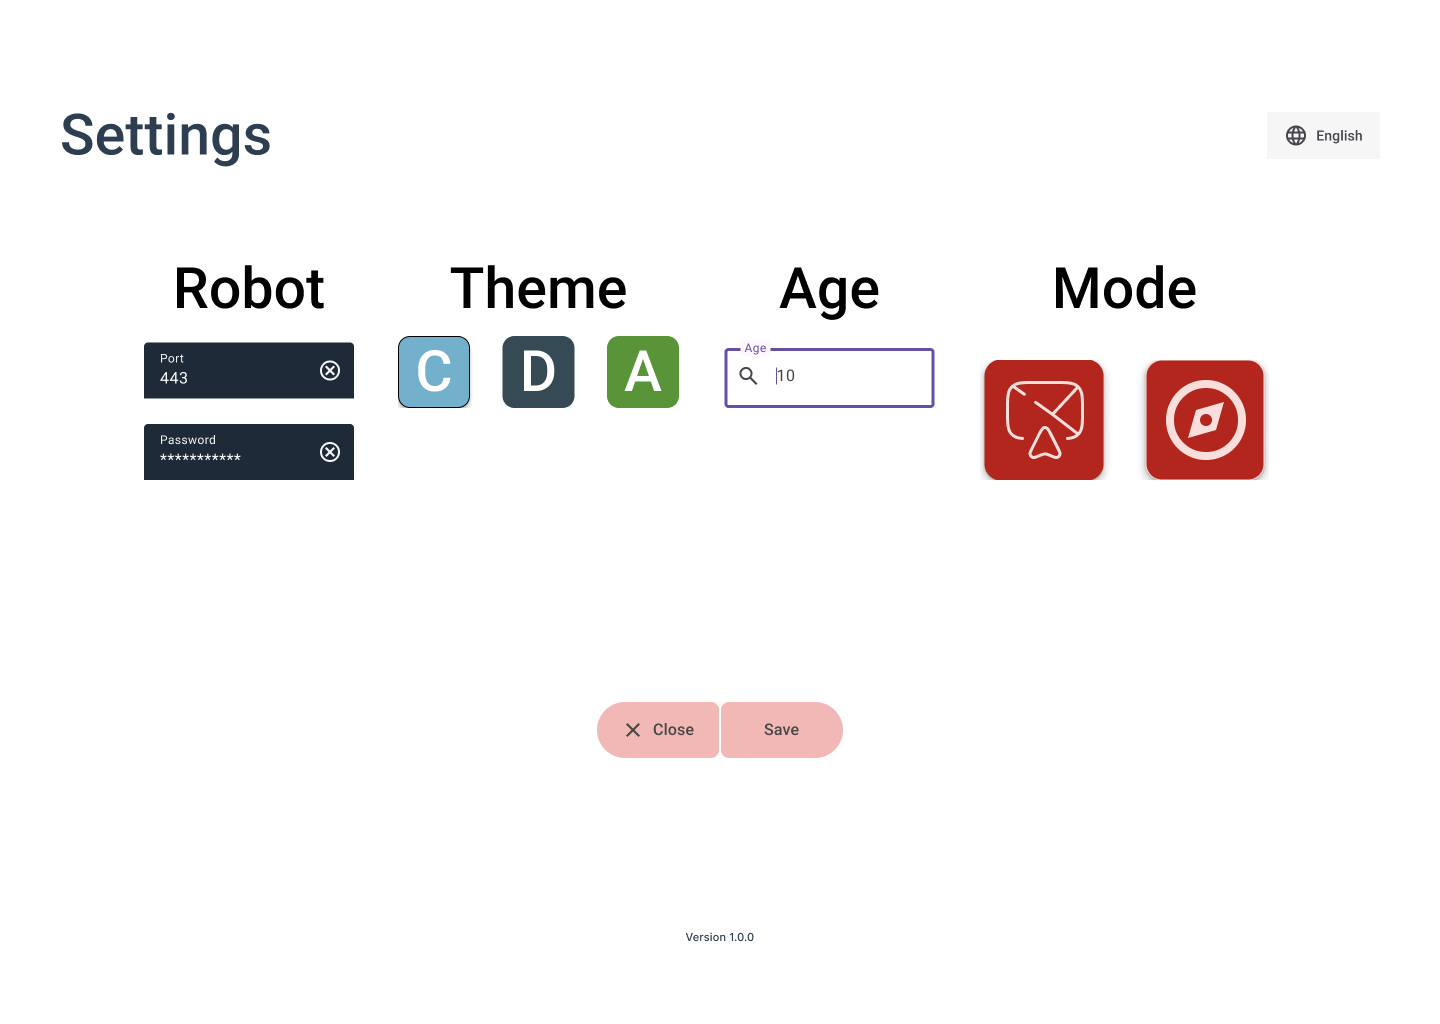 Settings
English
Robot
Theme
Age
Mode
Port
443
Password
***********
C
D
A
Age
10
Close
Save
Version 1.0.0